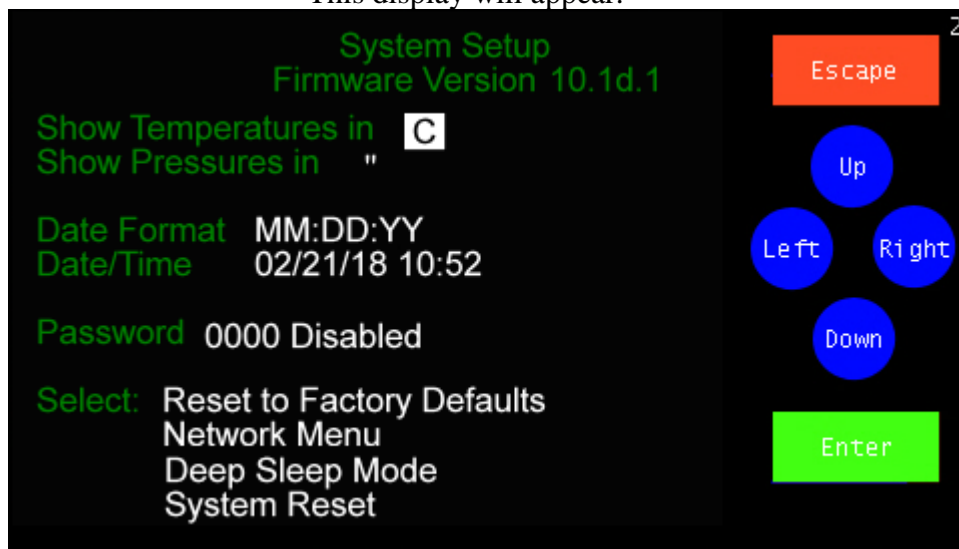 This display will appear.
System Setup
Firmware Version 10.1d.1
Show Temperatures in C
Show Pressures in "
Date Format MM:DD:YY
Date/Time 02/21/18 10:52
Password 0000 Disabled
Select: Reset to Factory Defaults
Network Menu
Deep Sleep Mode
System Reset
Escape
Up
Left Right
Down
Enter